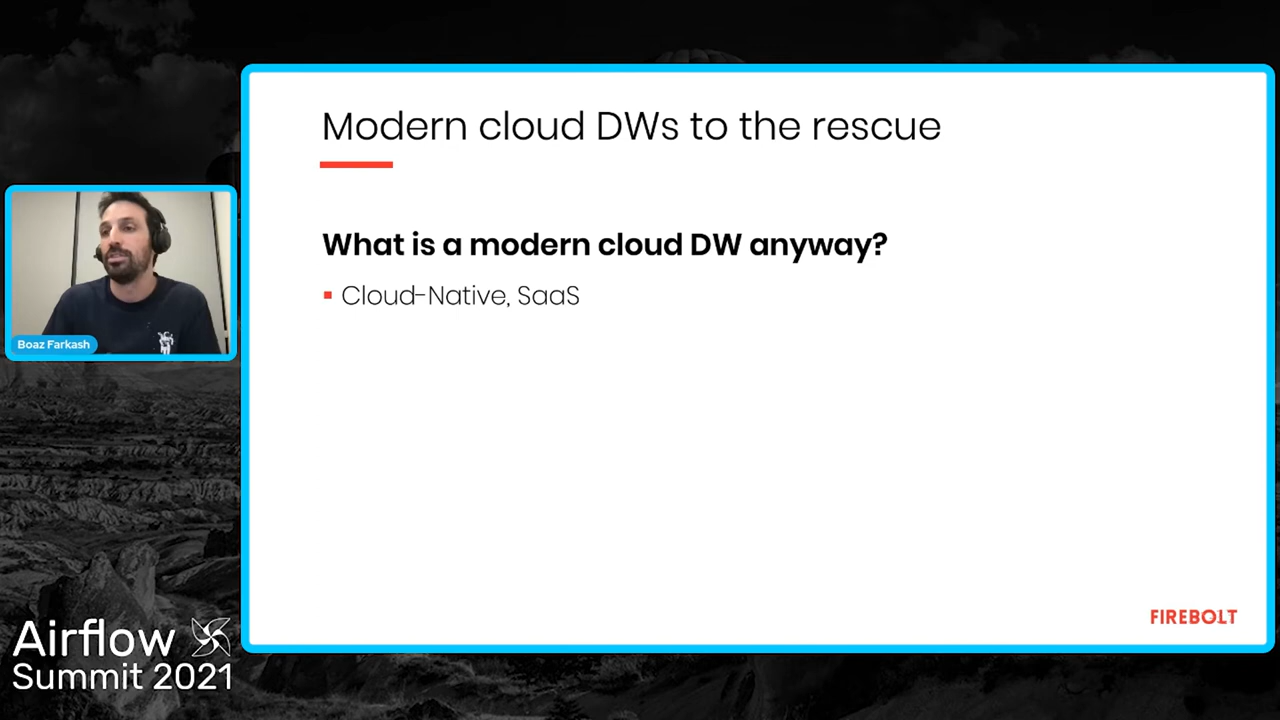 Modern cloud DWs to the rescue
What is a modern cloud DW anyway?
Cloud-Native, SaaS
Boaz Farkash
FIREBOLT
Airflow
Summit 2021